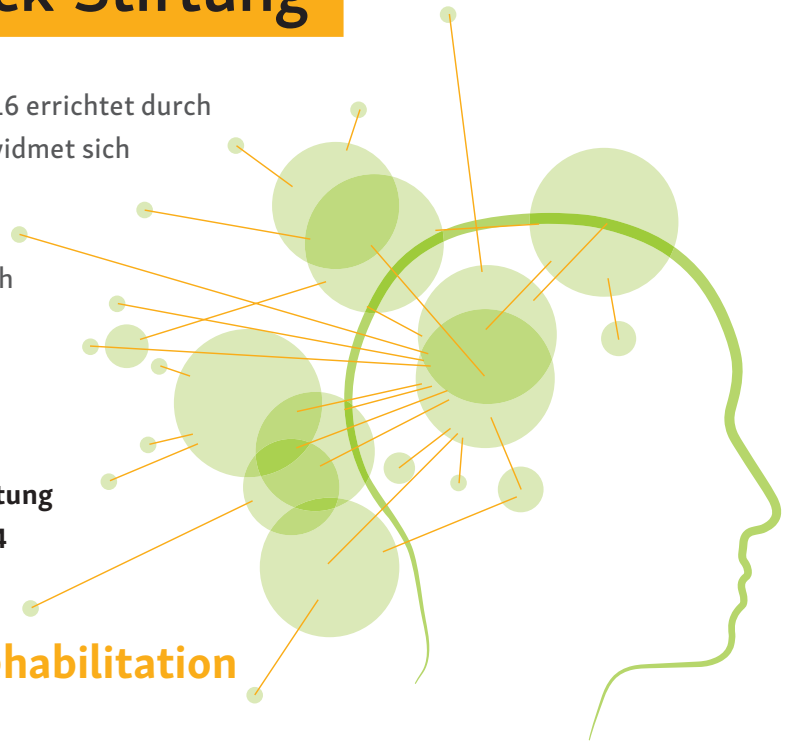 ck-Stiftung
16 errichtet durch
widmet sich
h
tung
4
habilitation